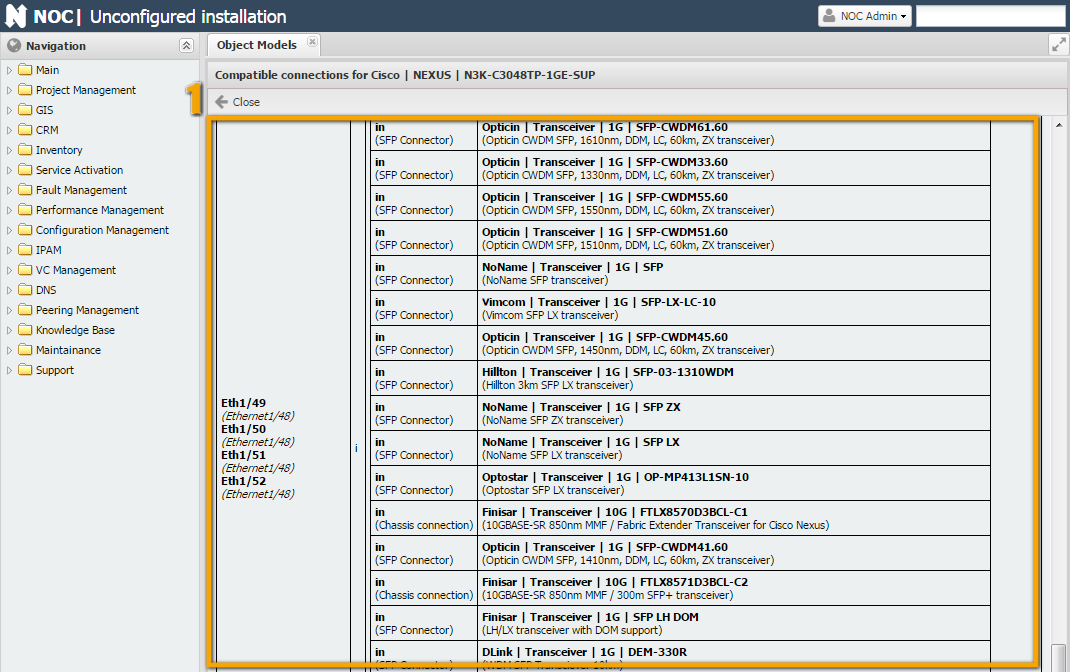 NOC| Unconfigured installation
NOC Admin
Navigation
Object Models
Main
Project Management
GIS
CRM
Inventory
Service Activation
Fault Management
Performance Management
Configuration Management
IPAM
VC Management
DNS
Peering Management
Knowledge Base
Maintainance
Support
Compatible connections for Cisco | NEXUS | N3K-C3048TP-1GE-SUP
1
Close
Eth1/49
(Ethernet1/48)
Eth1/50
(Ethernet1/48)
Eth1/51
(Ethernet1/48)
Eth1/52
(Ethernet1/48)
i
in Opticin | Transceiver | 1G | SFP-CWDM61.60
(SFP Connector) (Opticin CWDM SFP, 1610nm, DDM, LC, 60km, ZX transceiver)
in Opticin | Transceiver | 1G | SFP-CWDM33.60
(SFP Connector) (Opticin CWDM SFP, 1330nm, DDM, LC, 60km, ZX transceiver)
in Opticin | Transceiver | 1G | SFP-CWDM55.60
(SFP Connector) (Opticin CWDM SFP, 1550nm, DDM, LC, 60km, ZX transceiver)
in Opticin | Transceiver | 1G | SFP-CWDM51.60
(SFP Connector) (Opticin CWDM SFP, 1510nm, DDM, LC, 60km, ZX transceiver)
in NoName | Transceiver | 1G | SFP
(SFP Connector) (NoName SFP transceiver)
in Vimcom | Transceiver | 1G | SFP-LX-LC-10
(SFP Connector) (Vimcom SFP LX transceiver)
in Opticin | Transceiver | 1G | SFP-CWDM45.60
(SFP Connector) (Opticin CWDM SFP, 1450nm, DDM, LC, 60km, ZX transceiver)
in Hillton | Transceiver | 1G | SFP-03-1310WDM
(SFP Connector) (Hillton 3km SFP LX transceiver)
in NoName | Transceiver | 1G | SFP ZX
(SFP Connector) (NoName SFP ZX transceiver)
in NoName | Transceiver | 1G | SFP LX
(SFP Connector) (NoName SFP LX transceiver)
in Optostar | Transceiver | 1G | OP-MP413L1SN-10
(SFP Connector) (Optostar SFP LX transceiver)
in Finisar | Transceiver | 10G | FTLX8570D3BCL-C1
(Chassis connection) (10GBASE-SR 850nm MMF / Fabric Extender Transceiver for Cisco Nexus)
in Opticin | Transceiver | 1G | SFP-CWDM41.60
(SFP Connector) (Opticin CWDM SFP, 1410nm, DDM, LC, 60km, ZX transceiver)
in Finisar | Transceiver | 10G | FTLX8571D3BCL-C2
(Chassis connection) (10GBASE-SR 850nm MMF / 300m SFP+ transceiver)
in Finisar | Transceiver | 1G | SFP LH DOM
(SFP Connector) (LH/LX transceiver with DOM support)
in DLink | Transceiver | 1G | DEM-330R